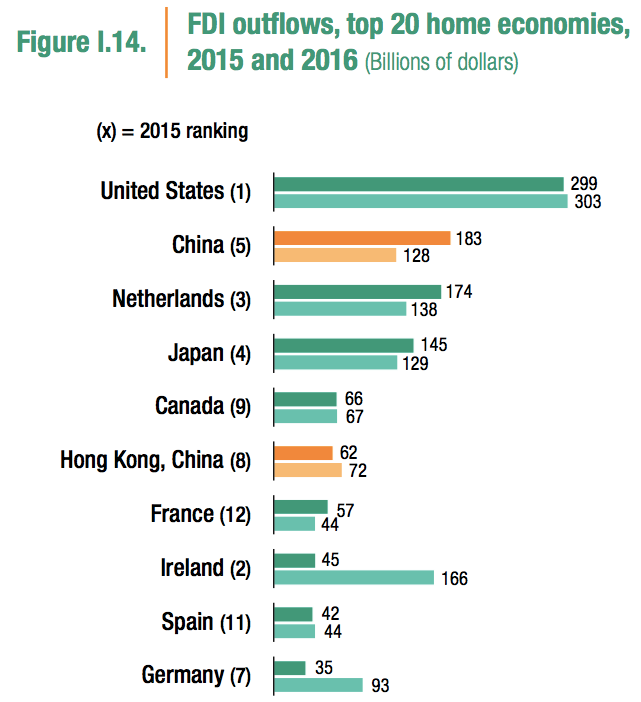 Figure I.14.
FDI outflows, top 20 home economies,
2015 and 2016 (Billions of dollars)
(x) = 2015 ranking
United States (1)
299
303
China (5)
183
128
Netherlands (3)
174
138
Japan (4)
145
129
Canada (9)
66
67
Hong Kong, China (8)
62
72
France (12)
57
44
Ireland (2)
45
166
Spain (11)
42
44
Germany (7)
35
93